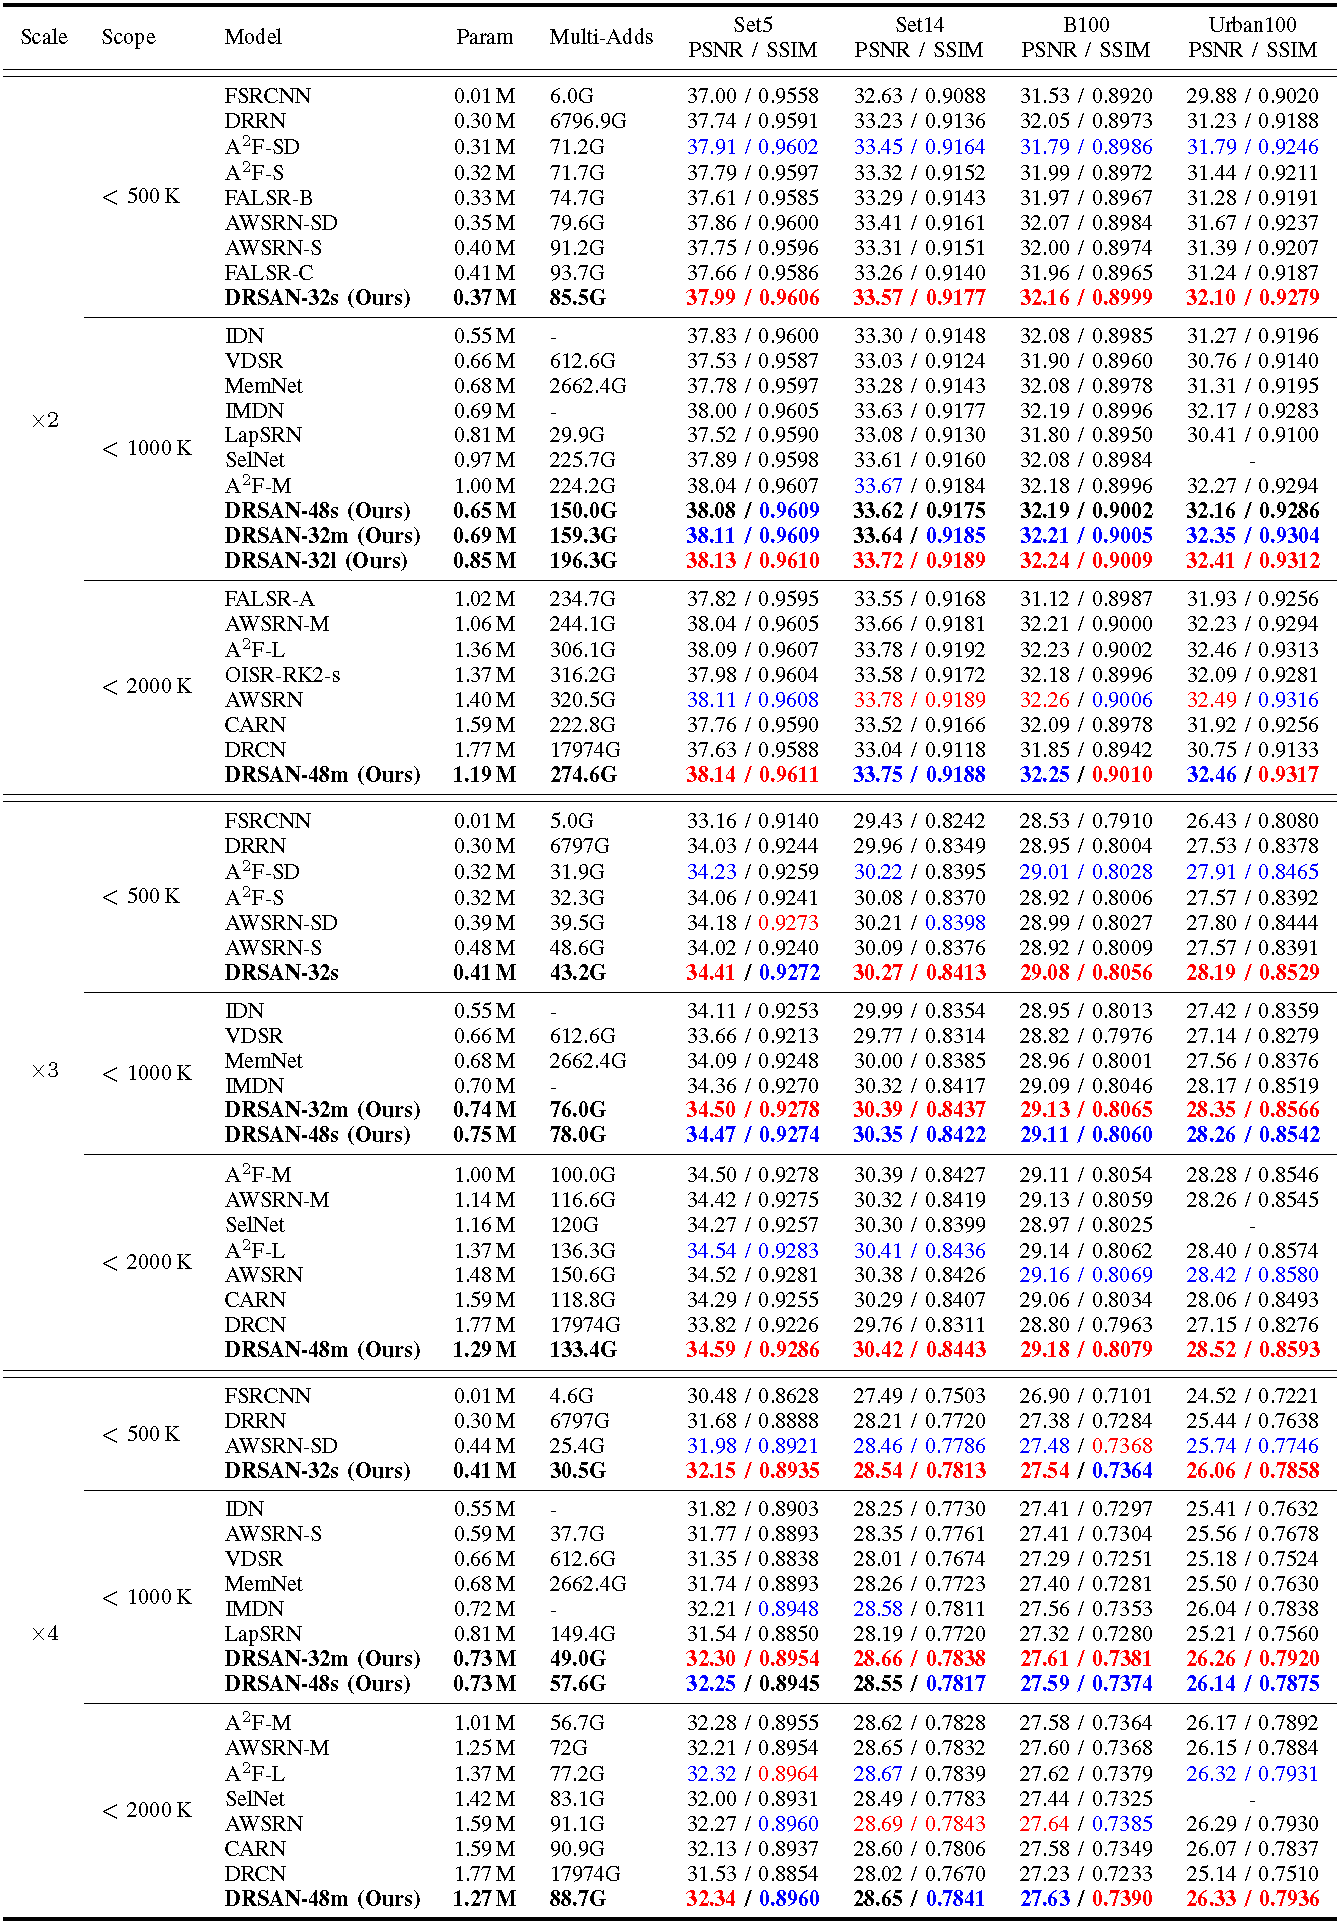 Scale Scope Model Param Multi-Adds Set5 PSNR / SSIM Set14 PSNR / SSIM B100 PSNR / SSIM Urban100 PSNR / SSIM
×2
< 500 K
FSRCNN 0.01 M 6.0G 37.00 / 0.9558 32.63 / 0.9088 31.53 / 0.8920 29.88 / 0.9020
DRRN 0.30 M 6796.9G 37.74 / 0.9591 33.23 / 0.9136 32.05 / 0.8973 31.23 / 0.9188
A²F-SD 0.31 M 71.2G 37.91 / 0.9602 33.45 / 0.9164 31.79 / 0.8986 31.79 / 0.9246
A²F-S 0.32 M 71.7G 37.79 / 0.9597 33.32 / 0.9152 31.99 / 0.8972 31.44 / 0.9211
FALSR-B 0.33 M 74.7G 37.61 / 0.9585 33.29 / 0.9143 31.97 / 0.8967 31.28 / 0.9191
AWSRN-SD 0.35 M 79.6G 37.86 / 0.9600 33.41 / 0.9161 32.07 / 0.8984 31.67 / 0.9237
AWSRN-S 0.40 M 91.2G 37.75 / 0.9596 33.31 / 0.9151 32.00 / 0.8974 31.39 / 0.9207
FALSR-C 0.41 M 93.7G 37.66 / 0.9586 33.26 / 0.9140 31.96 / 0.8965 31.24 / 0.9187
DRSAN-32s (Ours) 0.37 M 85.5G 37.99 / 0.9606 33.57 / 0.9177 32.16 / 0.8999 32.10 / 0.9279
< 1000 K
IDN 0.55 M - 37.83 / 0.9600 33.30 / 0.9148 32.08 / 0.8985 31.27 / 0.9196
VDSR 0.66 M 612.6G 37.53 / 0.9587 33.03 / 0.9124 31.90 / 0.8960 30.76 / 0.9140
MemNet 0.68 M 2662.4G 37.78 / 0.9597 33.28 / 0.9143 32.08 / 0.8978 31.31 / 0.9195
IMDN 0.69 M - 38.00 / 0.9605 33.63 / 0.9177 32.19 / 0.8996 32.17 / 0.9283
LapSRN 0.81 M 29.9G 37.52 / 0.9590 33.08 / 0.9130 31.80 / 0.8950 30.41 / 0.9100
SelNet 0.97 M 225.7G 37.89 / 0.9598 33.61 / 0.9160 32.08 / 0.8984 -
A²F-M 1.00 M 224.2G 38.04 / 0.9607 33.67 / 0.9184 32.18 / 0.8996 32.27 / 0.9294
DRSAN-48s (Ours) 0.65 M 150.0G 38.08 / 0.9609 33.62 / 0.9175 32.19 / 0.9002 32.16 / 0.9286
DRSAN-32m (Ours) 0.69 M 159.3G 38.11 / 0.9609 33.64 / 0.9185 32.21 / 0.9005 32.35 / 0.9304
DRSAN-32l (Ours) 0.85 M 196.3G 38.13 / 0.9610 33.72 / 0.9189 32.24 / 0.9009 32.41 / 0.9312
< 2000 K
FALSR-A 1.02 M 234.7G 37.82 / 0.9595 33.55 / 0.9168 31.12 / 0.8987 31.93 / 0.9256
AWSRN-M 1.06 M 244.1G 38.04 / 0.9605 33.66 / 0.9181 32.21 / 0.9000 32.23 / 0.9294
A²F-L 1.36 M 306.1G 38.09 / 0.9607 33.78 / 0.9192 32.23 / 0.9002 32.46 / 0.9313
OISR-RK2-s 1.37 M 316.2G 37.98 / 0.9604 33.58 / 0.9172 32.18 / 0.8996 32.09 / 0.9281
AWSRN 1.40 M 320.5G 38.11 / 0.9608 33.78 / 0.9189 32.26 / 0.9006 32.49 / 0.9316
CARN 1.59 M 222.8G 37.76 / 0.9590 33.52 / 0.9166 32.09 / 0.8978 31.92 / 0.9256
DRCN 1.77 M 17974G 37.63 / 0.9588 33.04 / 0.9118 31.85 / 0.8942 30.75 / 0.9133
DRSAN-48m (Ours) 1.19 M 274.6G 38.14 / 0.9611 33.75 / 0.9188 32.25 / 0.9010 32.46 / 0.9317
×3
< 500 K
FSRCNN 0.01 M 5.0G 33.16 / 0.9140 29.43 / 0.8242 28.53 / 0.7910 26.43 / 0.8080
DRRN 0.30 M 6797G 34.03 / 0.9244 29.96 / 0.8349 28.95 / 0.8004 27.53 / 0.8378
A²F-SD 0.32 M 31.9G 34.23 / 0.9259 30.22 / 0.8395 29.01 / 0.8028 27.91 / 0.8465
A²F-S 0.32 M 32.3G 34.06 / 0.9241 30.08 / 0.8370 28.92 / 0.8006 27.57 / 0.8392
AWSRN-SD 0.39 M 39.5G 34.18 / 0.9273 30.21 / 0.8398 28.99 / 0.8027 27.80 / 0.8444
AWSRN-S 0.48 M 48.6G 34.02 / 0.9240 30.09 / 0.8376 28.92 / 0.8009 27.57 / 0.8391
DRSAN-32s 0.41 M 43.2G 34.41 / 0.9272 30.27 / 0.8413 29.08 / 0.8056 28.19 / 0.8529
< 1000 K
IDN 0.55 M - 34.11 / 0.9253 29.99 / 0.8354 28.95 / 0.8013 27.42 / 0.8359
VDSR 0.66 M 612.6G 33.66 / 0.9213 29.77 / 0.8314 28.82 / 0.7976 27.14 / 0.8279
MemNet 0.68 M 2662.4G 34.09 / 0.9248 30.00 / 0.8385 28.96 / 0.8001 27.56 / 0.8376
IMDN 0.70 M - 34.36 / 0.9270 30.32 / 0.8417 29.09 / 0.8046 28.17 / 0.8519
DRSAN-32m (Ours) 0.74 M 76.0G 34.50 / 0.9278 30.39 / 0.8437 29.13 / 0.8065 28.35 / 0.8566
DRSAN-48s (Ours) 0.75 M 78.0G 34.47 / 0.9274 30.35 / 0.8422 29.11 / 0.8060 28.26 / 0.8542
< 2000 K
A²F-M 1.00 M 100.0G 34.50 / 0.9278 30.39 / 0.8427 29.11 / 0.8054 28.28 / 0.8546
AWSRN-M 1.14 M 116.6G 34.42 / 0.9275 30.32 / 0.8419 29.13 / 0.8059 28.26 / 0.8545
SelNet 1.16 M 120G 34.27 / 0.9257 30.30 / 0.8399 28.97 / 0.8025 -
A²F-L 1.37 M 136.3G 34.54 / 0.9283 30.41 / 0.8436 29.14 / 0.8062 28.40 / 0.8574
AWSRN 1.48 M 150.6G 34.52 / 0.9281 30.38 / 0.8426 29.16 / 0.8069 28.42 / 0.8580
CARN 1.59 M 118.8G 34.29 / 0.9255 30.29 / 0.8407 29.06 / 0.8034 28.06 / 0.8493
DRCN 1.77 M 17974G 33.82 / 0.9226 29.76 / 0.8311 28.80 / 0.7963 27.15 / 0.8276
DRSAN-48m (Ours) 1.29 M 133.4G 34.59 / 0.9286 30.42 / 0.8443 29.18 / 0.8079 28.52 / 0.8593
×4
< 500 K
FSRCNN 0.01 M 4.6G 30.48 / 0.8628 27.49 / 0.7503 26.90 / 0.7101 24.52 / 0.7221
DRRN 0.30 M 6797G 31.68 / 0.8888 28.21 / 0.7720 27.38 / 0.7284 25.44 / 0.7638
AWSRN-SD 0.44 M 25.4G 31.98 / 0.8921 28.46 / 0.7786 27.48 / 0.7368 25.74 / 0.7746
DRSAN-32s (Ours) 0.41 M 30.5G 32.15 / 0.8935 28.54 / 0.7813 27.54 / 0.7364 26.06 / 0.7858
< 1000 K
IDN 0.55 M - 31.82 / 0.8903 28.25 / 0.7730 27.41 / 0.7297 25.41 / 0.7632
AWSRN-S 0.59 M 37.7G 31.77 / 0.8893 28.35 / 0.7761 27.41 / 0.7304 25.56 / 0.7678
VDSR 0.66 M 612.6G 31.35 / 0.8838 28.01 / 0.7674 27.29 / 0.7251 25.18 / 0.7524
MemNet 0.68 M 2662.4G 31.74 / 0.8893 28.26 / 0.7723 27.40 / 0.7281 25.50 / 0.7630
IMDN 0.72 M - 32.21 / 0.8948 28.58 / 0.7811 27.56 / 0.7353 26.04 / 0.7838
LapSRN 0.81 M 149.4G 31.54 / 0.8850 28.19 / 0.7720 27.32 / 0.7280 25.21 / 0.7560
DRSAN-32m (Ours) 0.73 M 49.0G 32.30 / 0.8954 28.66 / 0.7838 27.61 / 0.7381 26.26 / 0.7920
DRSAN-48s (Ours) 0.73 M 57.6G 32.25 / 0.8945 28.55 / 0.7817 27.59 / 0.7374 26.14 / 0.7875
< 2000 K
A²F-M 1.01 M 56.7G 32.28 / 0.8955 28.62 / 0.7828 27.58 / 0.7364 26.17 / 0.7892
AWSRN-M 1.25 M 72G 32.21 / 0.8954 28.65 / 0.7832 27.60 / 0.7368 26.15 / 0.7884
A²F-L 1.37 M 77.2G 32.32 / 0.8964 28.67 / 0.7839 27.62 / 0.7379 26.32 / 0.7931
SelNet 1.42 M 83.1G 32.00 / 0.8931 28.49 / 0.7783 27.44 / 0.7325 -
AWSRN 1.59 M 91.1G 32.27 / 0.8960 28.69 / 0.7843 27.64 / 0.7385 26.29 / 0.7930
CARN 1.59 M 90.9G 32.13 / 0.8937 28.60 / 0.7806 27.58 / 0.7349 26.07 / 0.7837
DRCN 1.77 M 17974G 31.53 / 0.8854 28.02 / 0.7670 27.23 / 0.7233 25.14 / 0.7510
DRSAN-48m (Ours) 1.27 M 88.7G 32.34 / 0.8960 28.65 / 0.7841 27.63 / 0.7390 26.33 / 0.7936